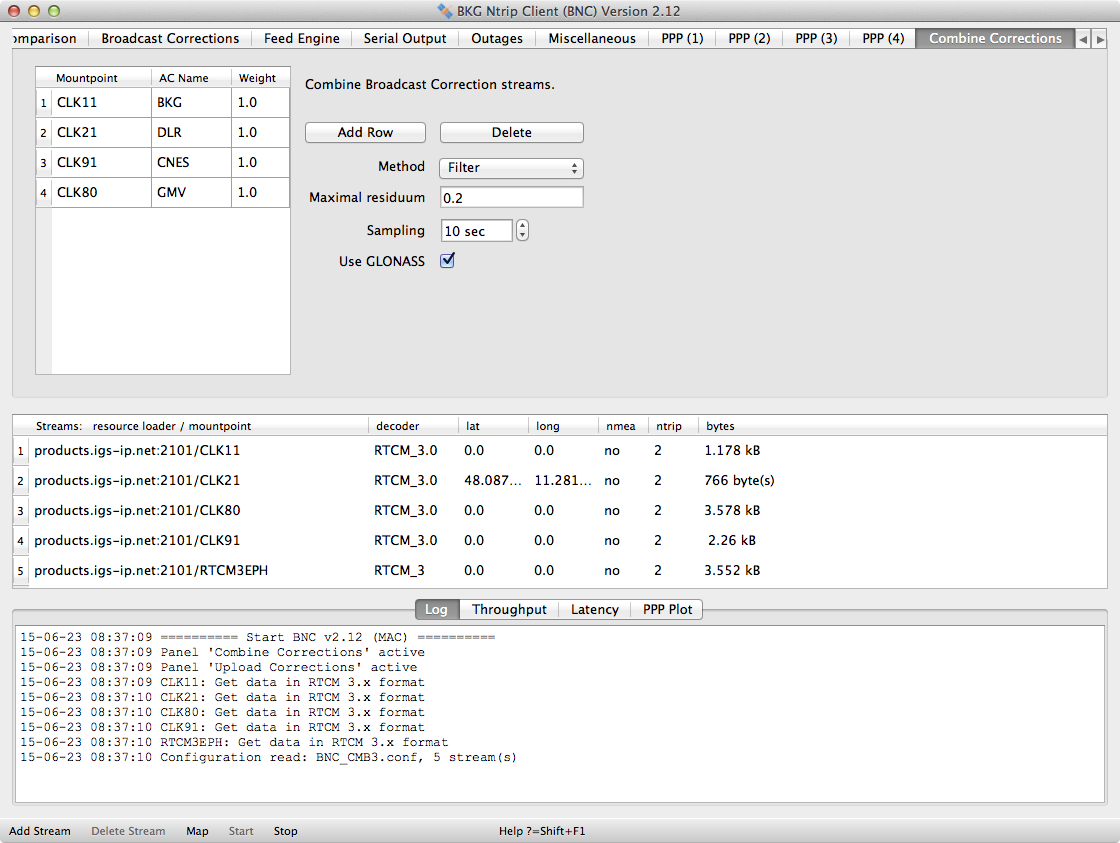 BKG Ntrip Client (BNC) Version 2.12
omparison Broadcast Corrections Feed Engine Serial Output Outages Miscellaneous PPP (1) PPP (2) PPP (3) PPP (4) Combine Corrections
Mountpoint AC Name Weight
1 CLK11 BKG 1.0
2 CLK21 DLR 1.0
3 CLK91 CNES 1.0
4 CLK80 GMV 1.0
Combine Broadcast Correction streams.
Add Row Delete
Method Filter
Maximal residuum 0.2
Sampling 10 sec
Use GLONASS
Streams: resource loader / mountpoint decoder lat long nmea ntrip bytes
1 products.igs-ip.net:2101/CLK11 RTCM_3.0 0.0 0.0 no 2 1.178 kB
2 products.igs-ip.net:2101/CLK21 RTCM_3.0 48.087... 11.281... no 2 766 byte(s)
3 products.igs-ip.net:2101/CLK80 RTCM_3.0 0.0 0.0 no 2 3.578 kB
4 products.igs-ip.net:2101/CLK91 RTCM_3.0 0.0 0.0 no 2 2.26 kB
5 products.igs-ip.net:2101/RTCM3EPH RTCM_3 0.0 0.0 no 2 3.552 kB
Log Throughput Latency PPP Plot
15-06-23 08:37:09 ========== Start BNC v2.12 (MAC) ==========
15-06-23 08:37:09 Panel 'Combine Corrections' active
15-06-23 08:37:09 Panel 'Upload Corrections' active
15-06-23 08:37:09 CLK11: Get data in RTCM 3.x format
15-06-23 08:37:10 CLK21: Get data in RTCM 3.x format
15-06-23 08:37:10 CLK80: Get data in RTCM 3.x format
15-06-23 08:37:10 CLK91: Get data in RTCM 3.x format
15-06-23 08:37:10 RTCM3EPH: Get data in RTCM 3.x format
15-06-23 08:37:10 Configuration read: BNC_CMB3.conf, 5 stream(s)
Add Stream Delete Stream Map Start Stop Help ?=Shift+F1